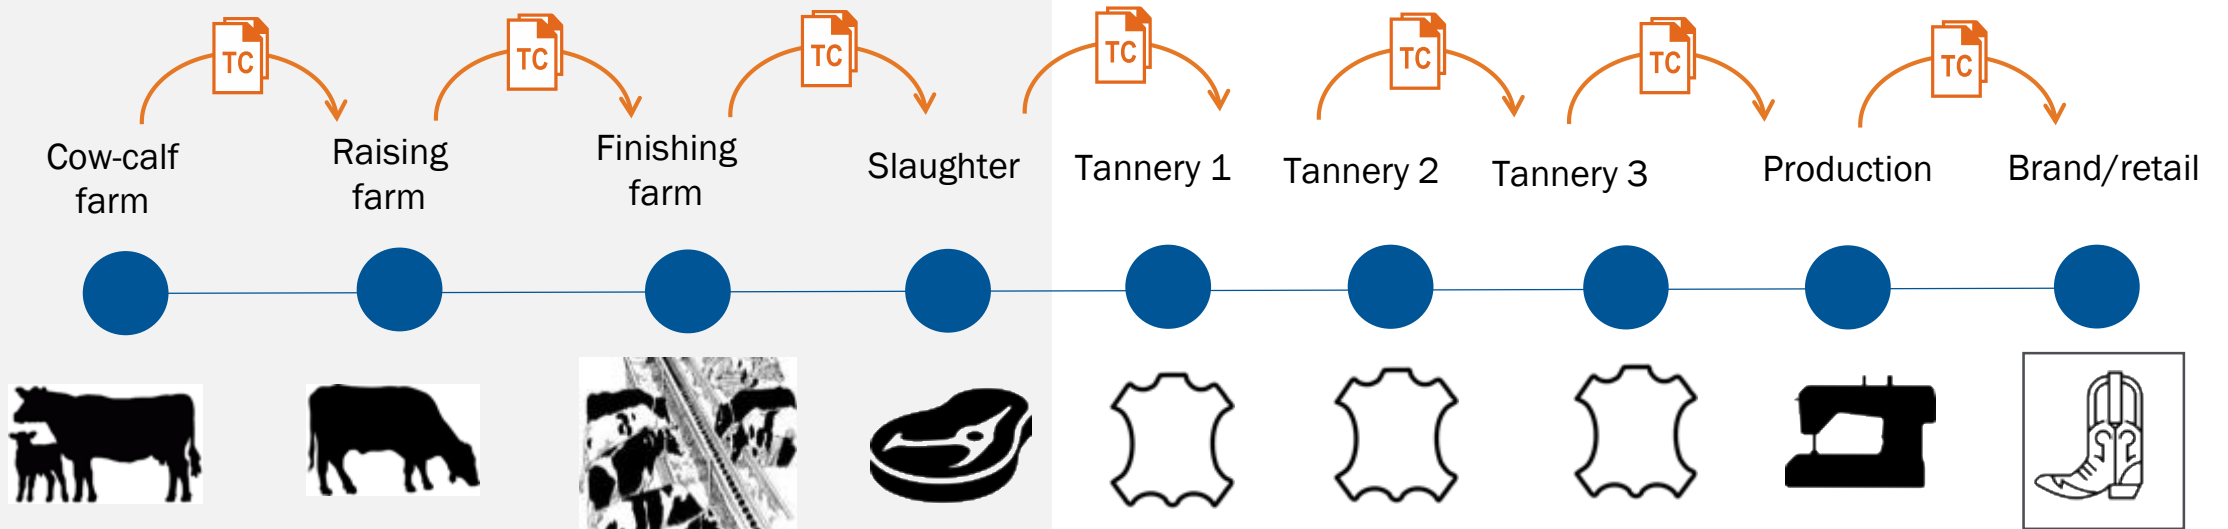 TC TC TC TC TC TC TC
Cow-calf
farm
Raising
farm
Finishing
farm
Slaughter
Tannery 1
Tannery 2
Tannery 3
Production
Brand/retail